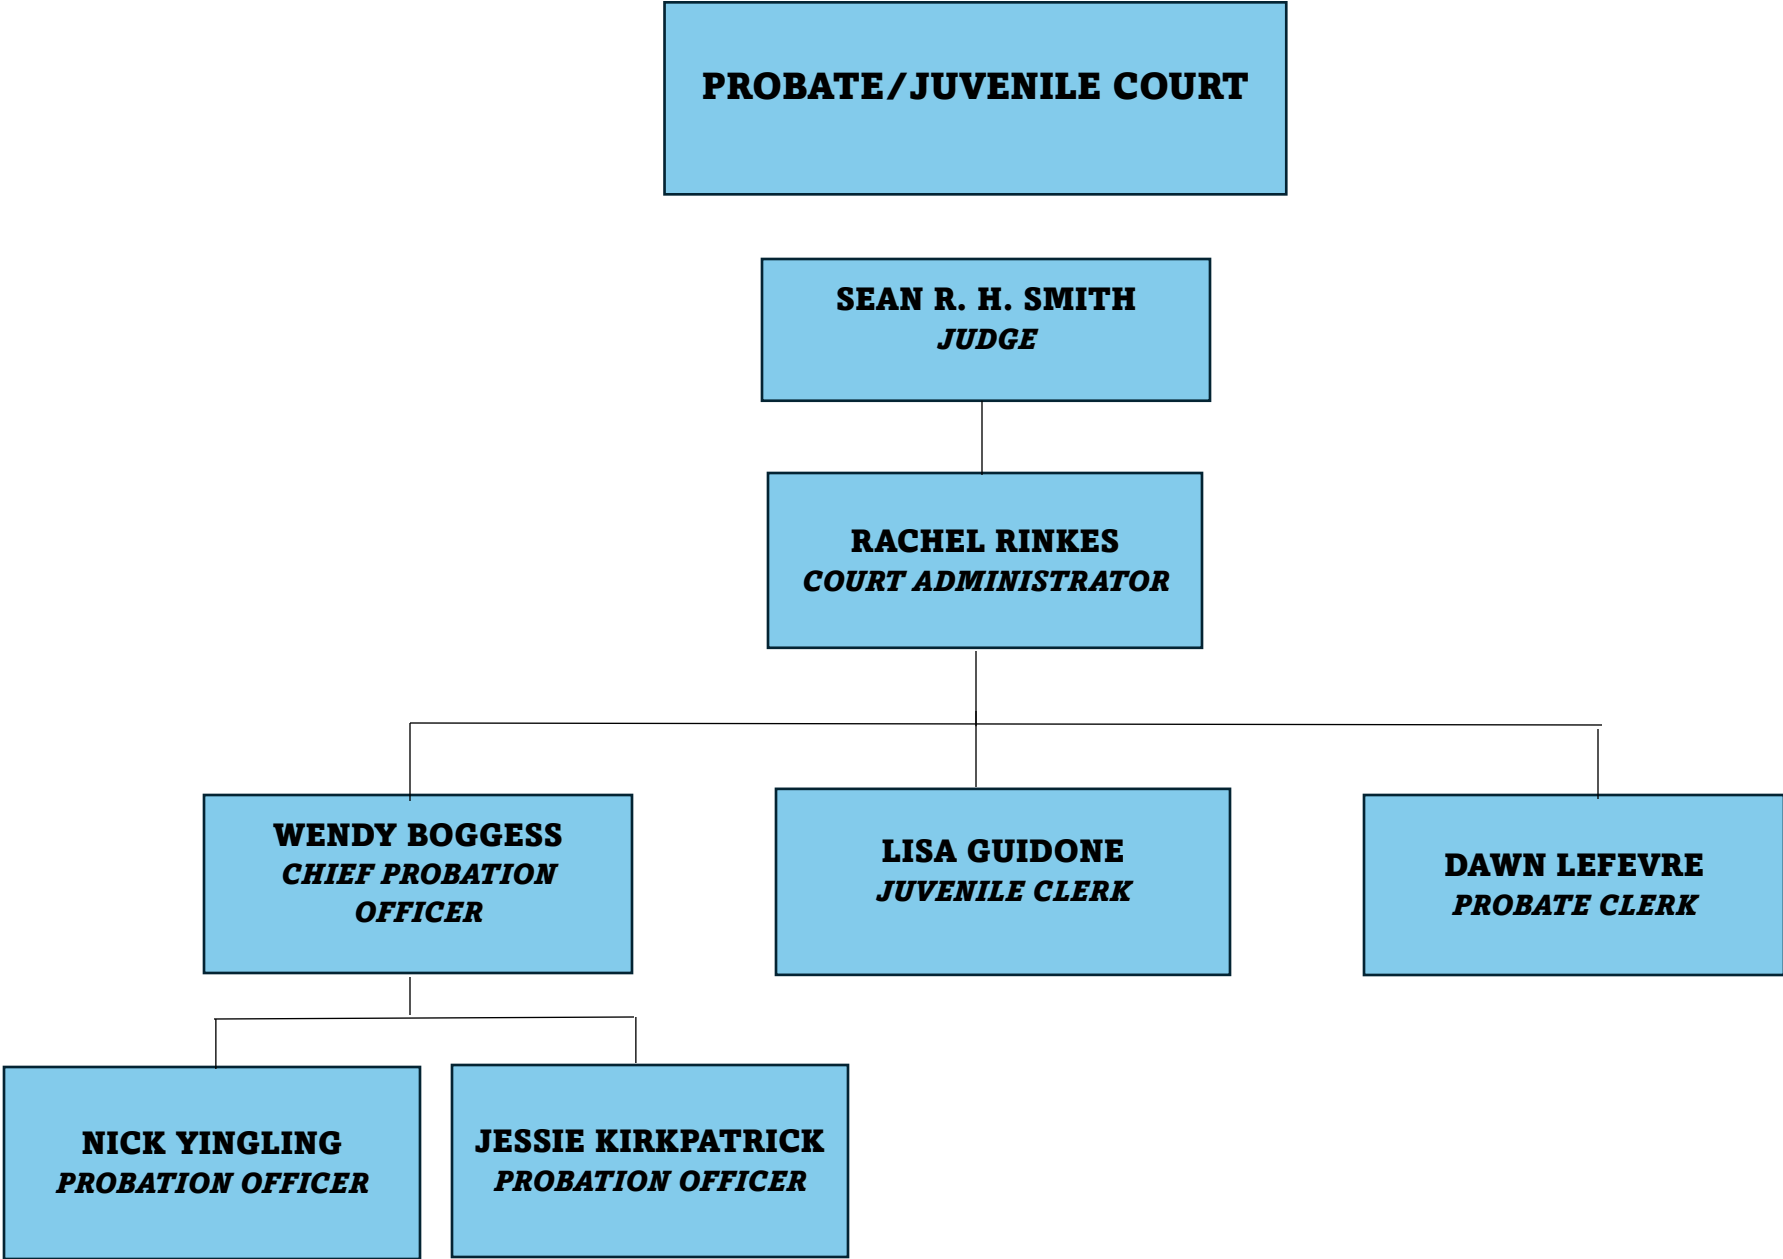 PROBATE/JUVENILE COURT
SEAN R. H. SMITH
JUDGE
RACHEL RINKES
COURT ADMINISTRATOR
WENDY BOGGESS
CHIEF PROBATION
OFFICER
LISA GUIDONE
JUVENILE CLERK
DAWN LEFEVRE
PROBATE CLERK
NICK YINGLING
PROBATION OFFICER
JESSIE KIRKPATRICK
PROBATION OFFICER